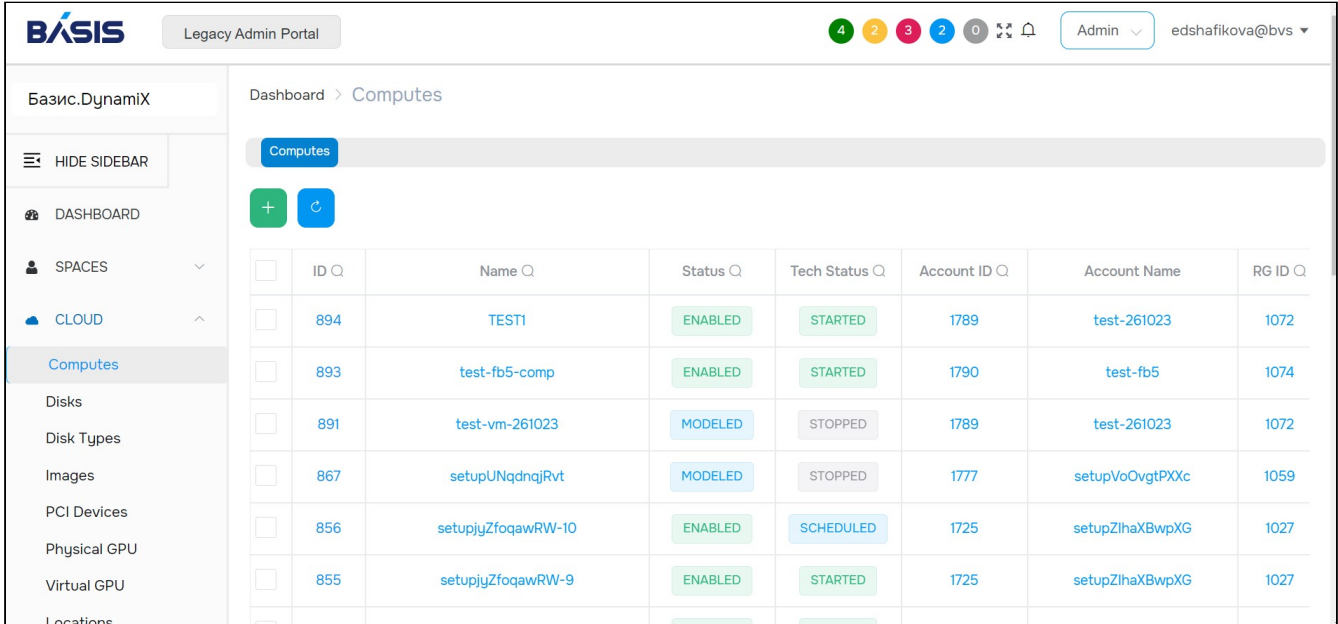 BÁSIS Legacy Admin Portal 4 2 3 2 0 Admin edshafikova@bvs
Базис.DynamiX
Dashboard > Computes
HIDE SIDEBAR
Computes
DASHBOARD
SPACES
CLOUD
Computes
Disks
Disk Types
Images
PCI Devices
Physical GPU
Virtual GPU
Locations
+
ID Name Status Tech Status Account ID Account Name RG ID
894 TEST1 ENABLED STARTED 1789 test-261023 1072
893 test-fb5-comp ENABLED STARTED 1790 test-fb5 1074
891 test-vm-261023 MODELED STOPPED 1789 test-261023 1072
867 setupUNqdnqjRvt MODELED STOPPED 1777 setupVoOvgtPXXc 1059
856 setupjyZfoqawRW-10 ENABLED SCHEDULED 1725 setupZlhaXBwpXG 1027
855 setupjyZfoqawRW-9 ENABLED STARTED 1725 setupZlhaXBwpXG 1027